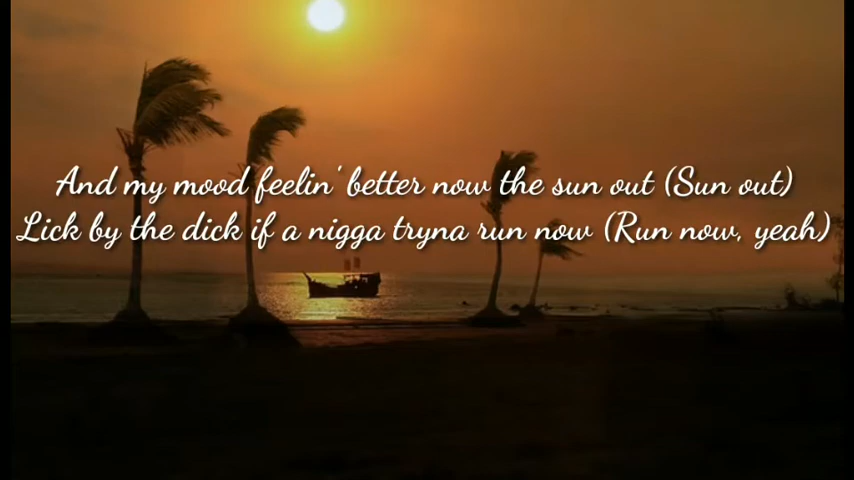 And my mood feelin' better now the sun out (Sun out)
Lick by the dick if a nigga tryna run now (Run now, yeah)